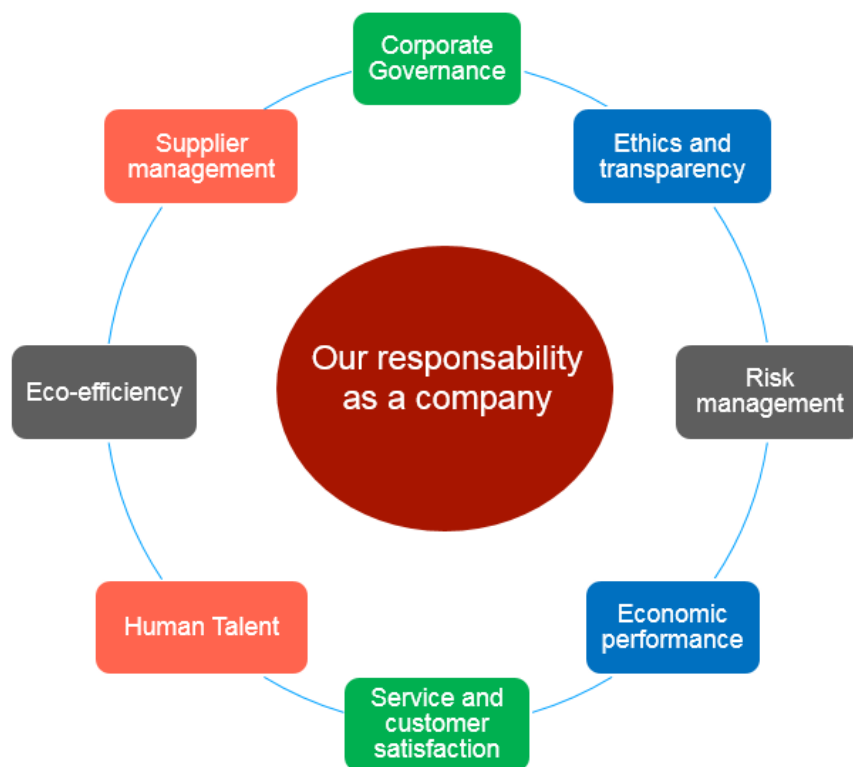 Corporate
Governance
Supplier
management
Ethics and
transparency
Our responsability
as a company
Eco-efficiency
Risk
management
Human Talent
Economic
performance
Service and
customer
satisfaction